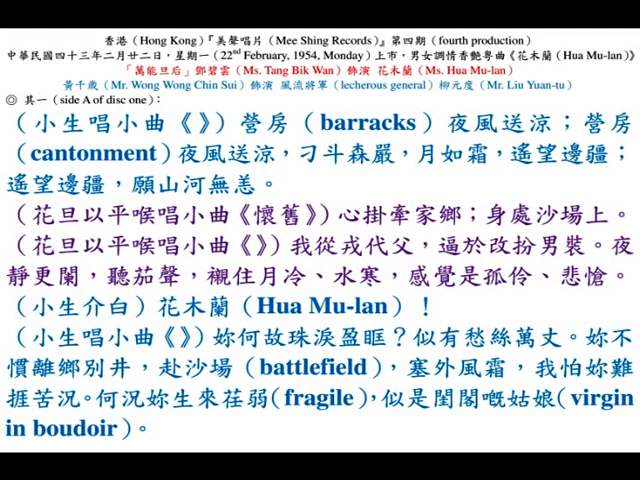 香港（Hong Kong）『美聲唱片（Mee Shing Records）』第四期（fourth production）
中華民國四十三年二月廿二日，星期一（22nd February, 1954, Monday）上市，男女調情香艷粵曲《花木蘭（Hua Mu-lan）》
「萬能旦后」鄧碧雲（Ms. Tang Bik Wan）飾演 花木蘭（Ms. Hua Mu-lan）
黃千歲（Mr. Wong Wong Chin Sui）飾演 風流將軍（lecherous general）柳元度（Mr. Liu Yuan-tu）
◎ 其一（side A of disc one）：
（小生唱小曲《》）營房（barracks）夜風送涼；營房
（cantonment）夜風送涼，刁斗森嚴，月如霜，遙望邊疆；
遙望邊疆，願山河無恙。
（花旦以平喉唱小曲《懷舊》）心掛牽家鄉；身處沙場上。
（花旦以平喉唱小曲《》）我從戎代父，逼於改扮男裝。夜
靜更闌，聽茄聲，襯住月冷、水寒，感覺是孤伶、悲愴。
（小生介白）花木蘭（Hua Mu-lan）！
（小生唱小曲《》）妳何故珠淚盈眶？似有愁絲萬丈。妳不
慣離鄉別井，赴沙場（battlefield），塞外風霜，我怕妳難
捱苦況。何況妳生來荏弱（fragile），似是閨閣嘅姑娘（virgin
in boudoir）。